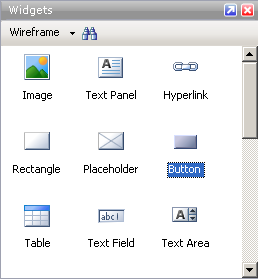 Widgets
Wireframe
Image Text Panel Hyperlink
Rectangle Placeholder Button
A
abc
A
Table Text Field Text Area